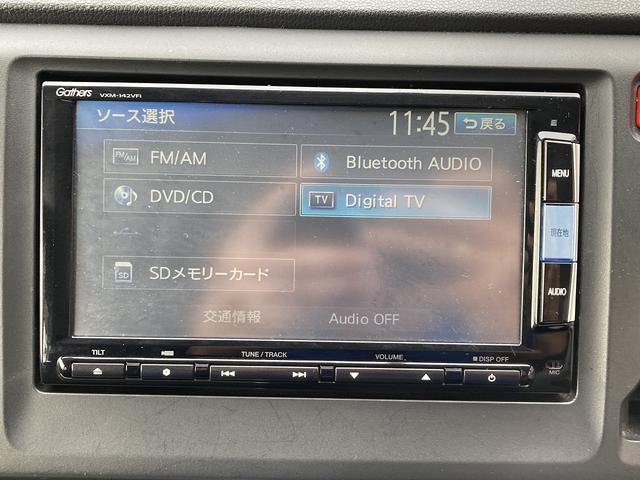 Gathers VXM-142VFi
ソース選択
11:45
戻る
FM/AM
FM/AM
Bluetooth AUDIO
DVD/CD
TV
Digital TV
SD
SDメモリーカード
交通情報
Audio OFF
MENU
現在地
AUDIO
TILT
TUNE / TRACK
VOLUME
DISP OFF
MIC